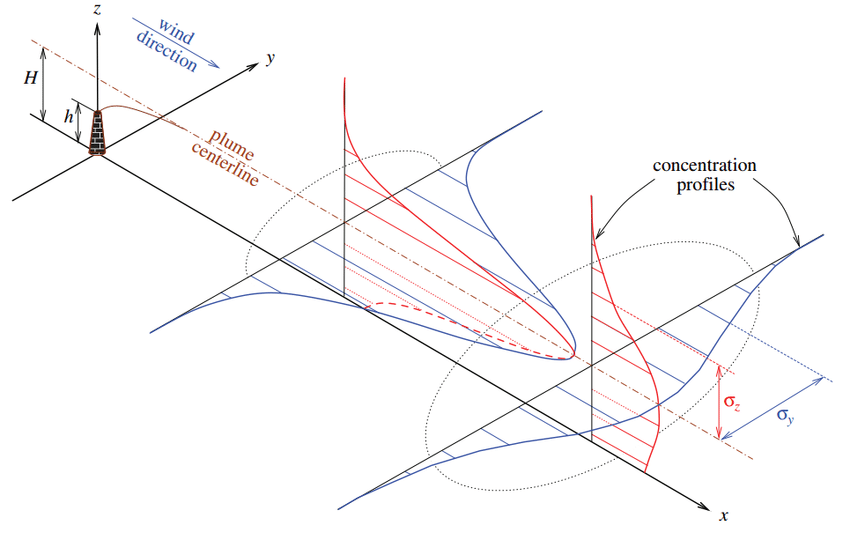 z
wind
direction
y
H
h
plume
centerline
concentration
profiles
σz
σy
x